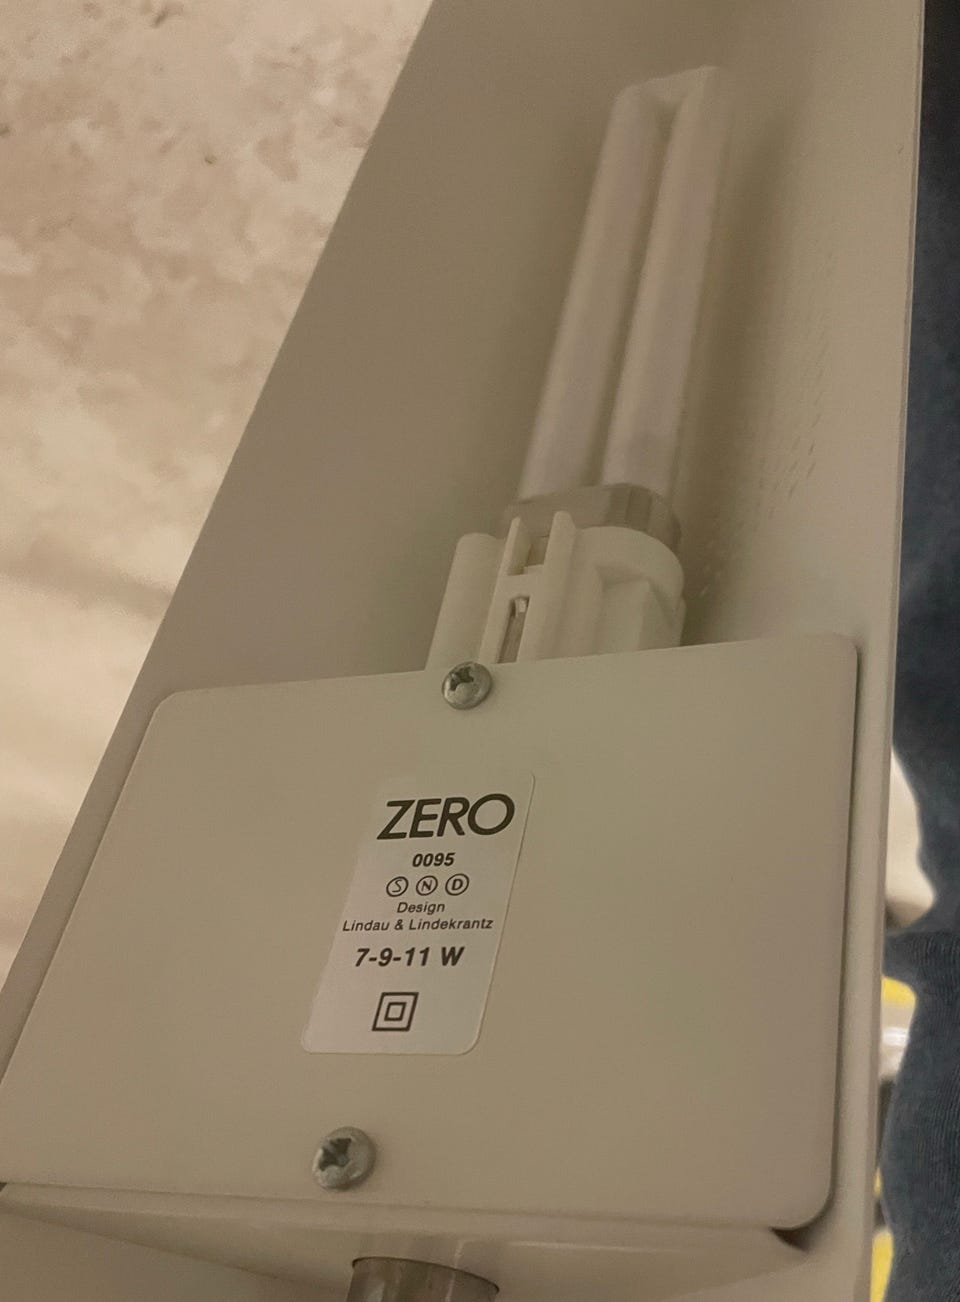 ZERO
0095
S N D
Design
Lindau & Lindekrantz
7-9-11 W